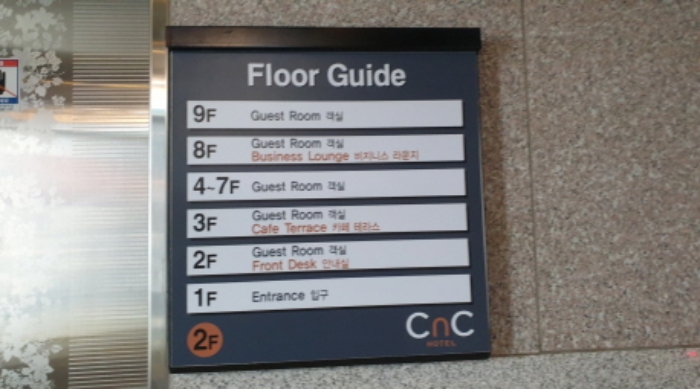 Floor Guide
9F Guest Room 객실
8F Guest Room 객실
Business Lounge 비지니스 라운지
4~7F Guest Room 객실
3F Guest Room 객실
Cafe Terrace 카페 테라스
2F Guest Room 객실
Front Desk 안내실
1F Entrance 입구
2F
CnC
HOTEL